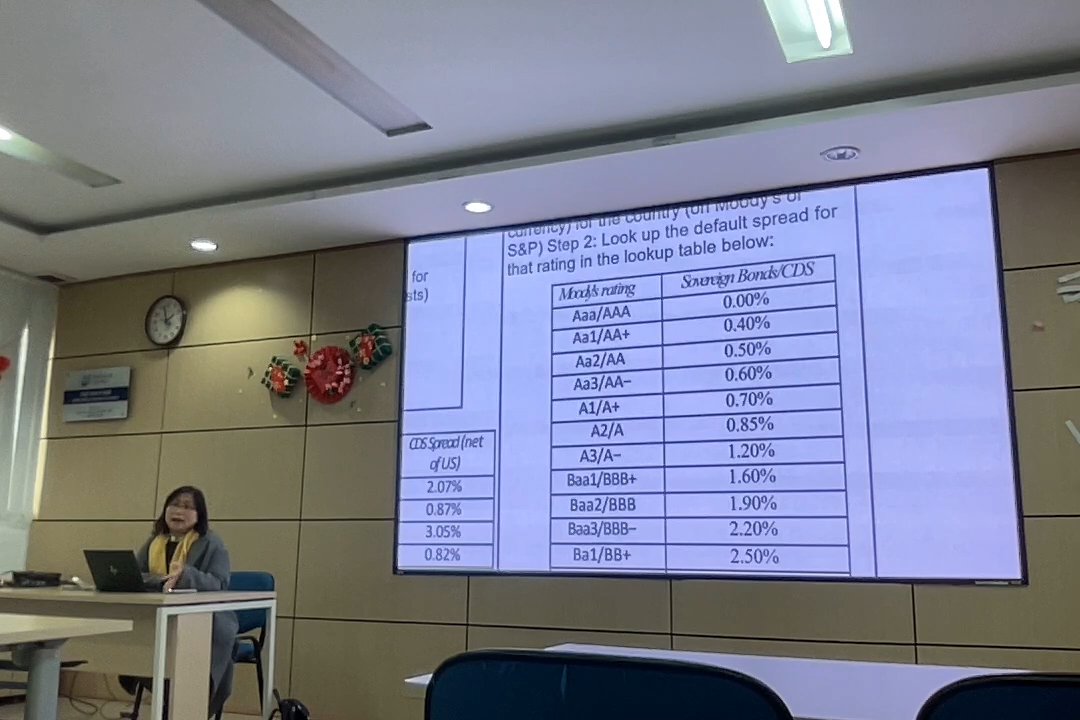 for
sts)
CDS Spread (net
of US)
2.07%
0.87%
3.05%
0.82%
currency) for the country (on Moody's or
S&P) Step 2: Look up the default spread for
that rating in the lookup table below:
Moody's rating Sovereign Bonds/CDS
Aaa/AAA 0.00%
Aa1/AA+ 0.40%
Aa2/AA 0.50%
Aa3/AA– 0.60%
A1/A+ 0.70%
A2/A 0.85%
A3/A– 1.20%
Baa1/BBB+ 1.60%
Baa2/BBB 1.90%
Baa3/BBB– 2.20%
Ba1/BB+ 2.50%